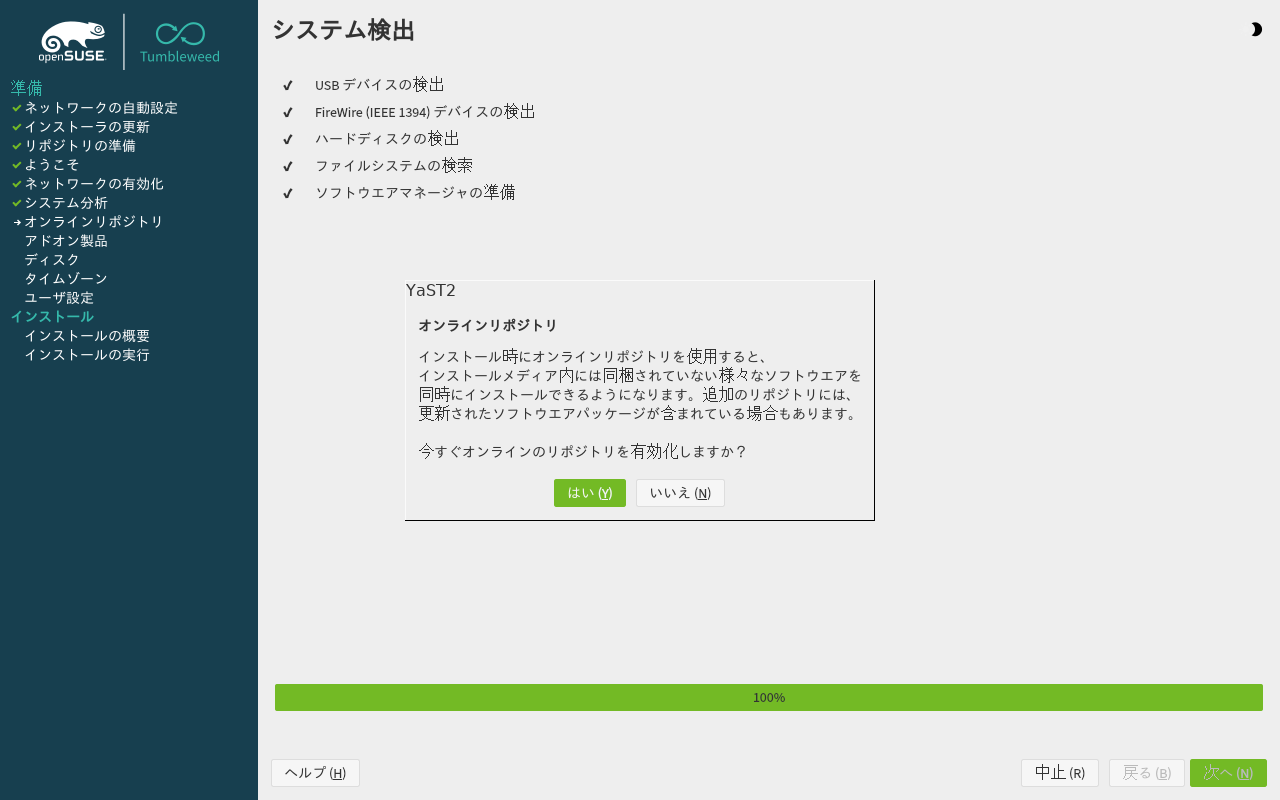 openSUSE
Tumbleweed
準備
ネットワークの自動設定
インストーラの更新
リポジトリの準備
ようこそ
ネットワークの有効化
システム分析
オンラインリポジトリ
アドオン製品
ディスク
タイムゾーン
ユーザ設定
インストール
インストールの概要
インストールの実行
システム検出
USB デバイスの検出
FireWire (IEEE 1394) デバイスの検出
ハードディスクの検出
ファイルシステムの検索
ソフトウエアマネージャの準備
YaST2
オンラインリポジトリ
インストール時にオンラインリポジトリを使用すると、
インストールメディア内には同梱されていない様々なソフトウエアを
同時にインストールできるようになります。追加のリポジトリには、
更新されたソフトウエアパッケージが含まれている場合もあります。
今すぐオンラインのリポジトリを有効化しますか？
はい (Y)
いいえ (N)
100%
ヘルプ (H)
中止 (R)
戻る (B)
次へ (N)